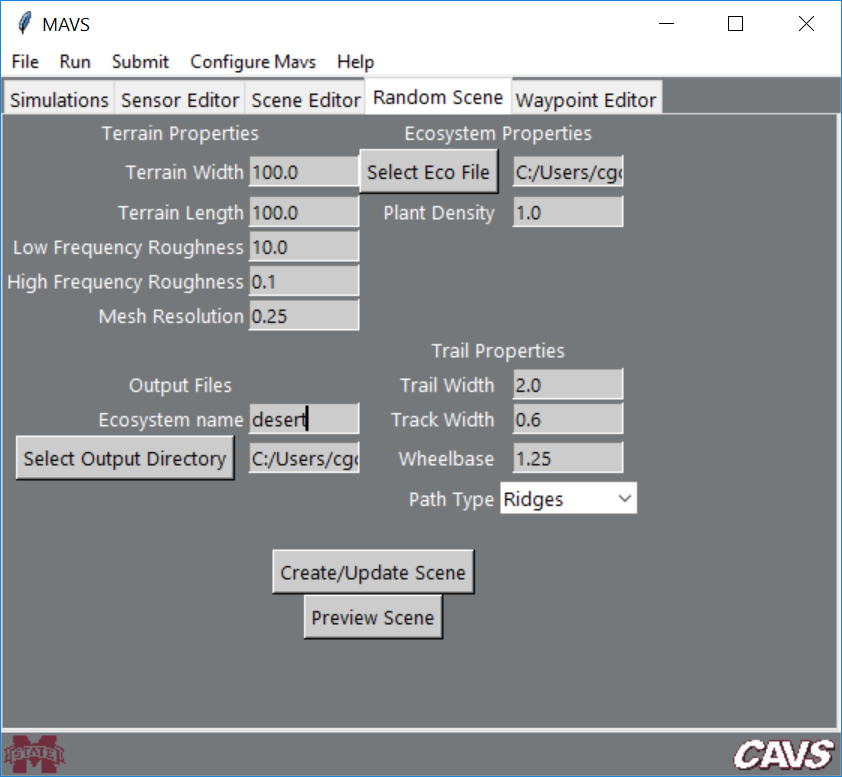 MAVS
File Run Submit Configure Mavs Help
Simulations Sensor Editor Scene Editor Random Scene Waypoint Editor
Terrain Properties Ecosystem Properties
Terrain Width 100.0 Select Eco File C:/Users/cgo
Terrain Length 100.0 Plant Density 1.0
Low Frequency Roughness 10.0
High Frequency Roughness 0.1
Mesh Resolution 0.25
Trail Properties
Output Files Trail Width 2.0
Ecosystem name desert Track Width 0.6
Select Output Directory C:/Users/cgo Wheelbase 1.25
Path Type Ridges
Create/Update Scene
Preview Scene
STATE CAVS